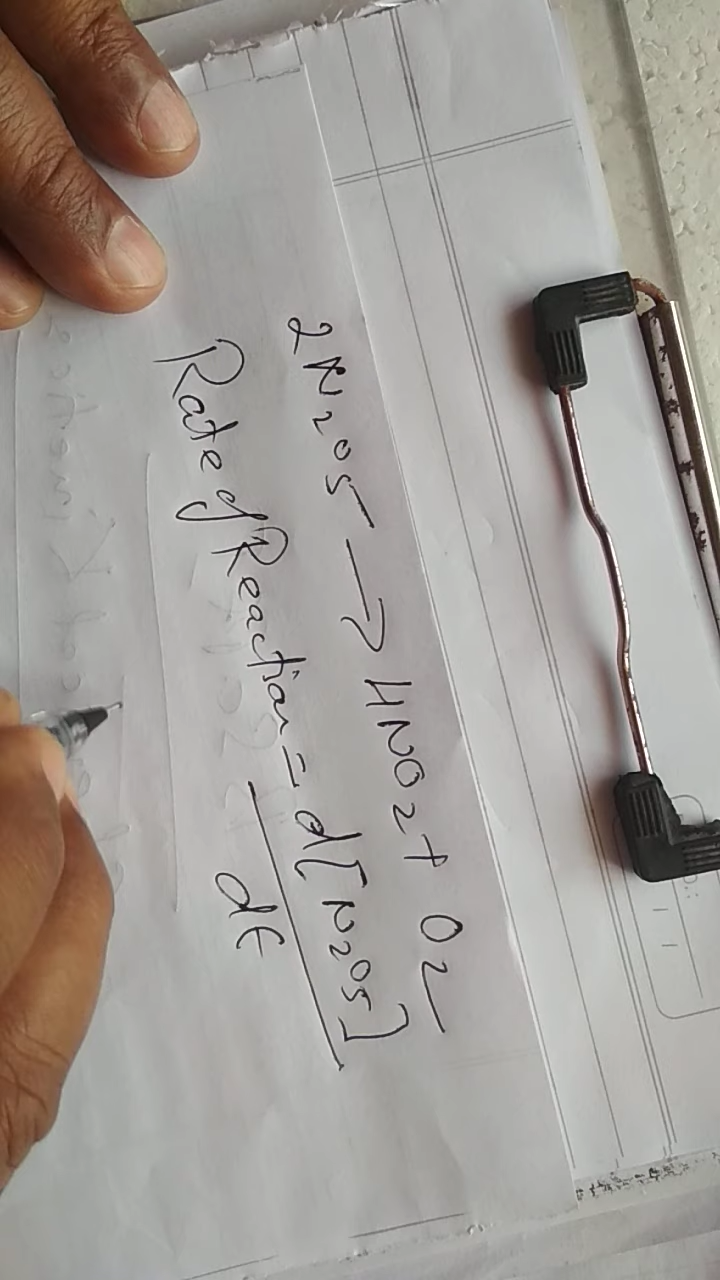 2N2O5 → 4NO2 + O2
Rate of Reaction = d[N2O5]
dt